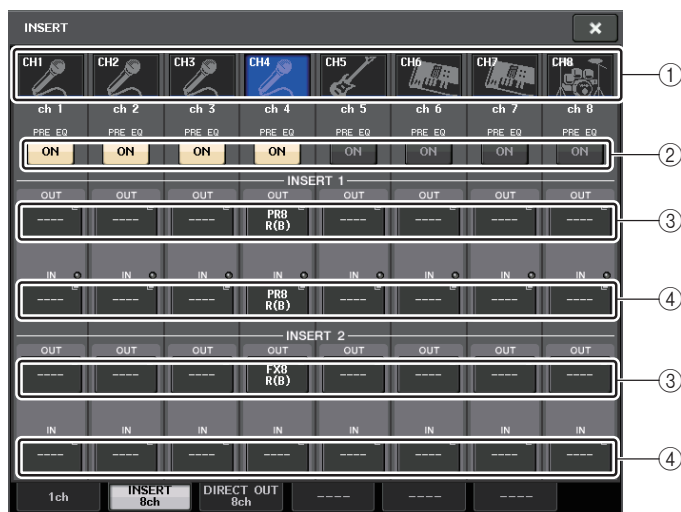 INSERT
CH1 CH2 CH3 CH4 CH5 CH6 CH7 CH8
①
ch 1 ch 2 ch 3 ch 4 ch 5 ch 6 ch 7 ch 8
PRE EQ PRE EQ PRE EQ PRE EQ PRE EQ PRE EQ PRE EQ PRE EQ
ON ON ON ON ON ON ON ON
②
INSERT 1
OUT OUT OUT OUT OUT OUT OUT OUT
---- ---- ---- PR8 R(B) ---- ---- ---- ----
③
IN IN IN IN IN IN IN IN
---- ---- ---- PR8 R(B) ---- ---- ---- ----
④
INSERT 2
OUT OUT OUT OUT OUT OUT OUT OUT
---- ---- ---- FX8 R(B) ---- ---- ---- ----
③
IN IN IN IN IN IN IN IN
---- ---- ---- ---- ---- ---- ---- ----
④
1ch INSERT 8ch DIRECT OUT 8ch ---- ---- ----